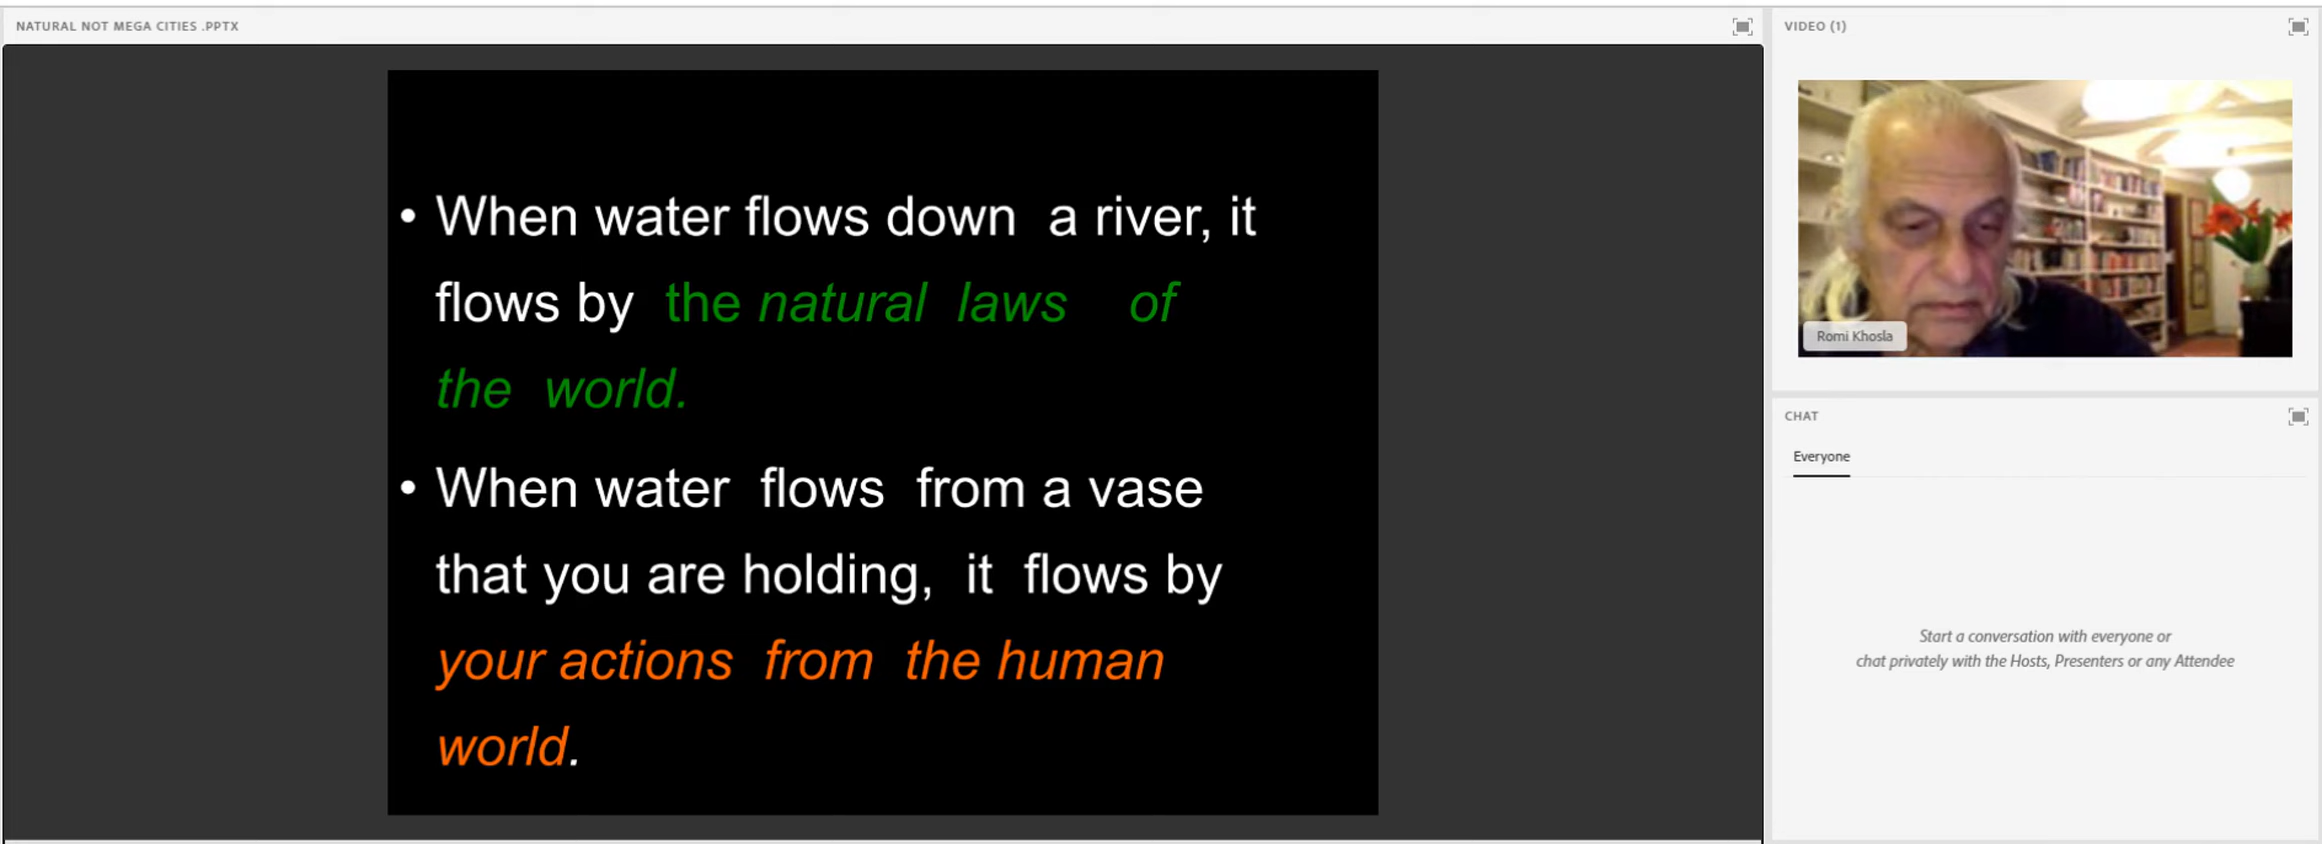 NATURAL NOT MEGA CITIES .PPTX
• When water flows down a river, it
flows by the natural laws of
the world.
• When water flows from a vase
that you are holding, it flows by
your actions from the human
world.
VIDEO (1)
Romi Khosla
CHAT
Everyone
Start a conversation with everyone or
chat privately with the Hosts, Presenters or any Attendee